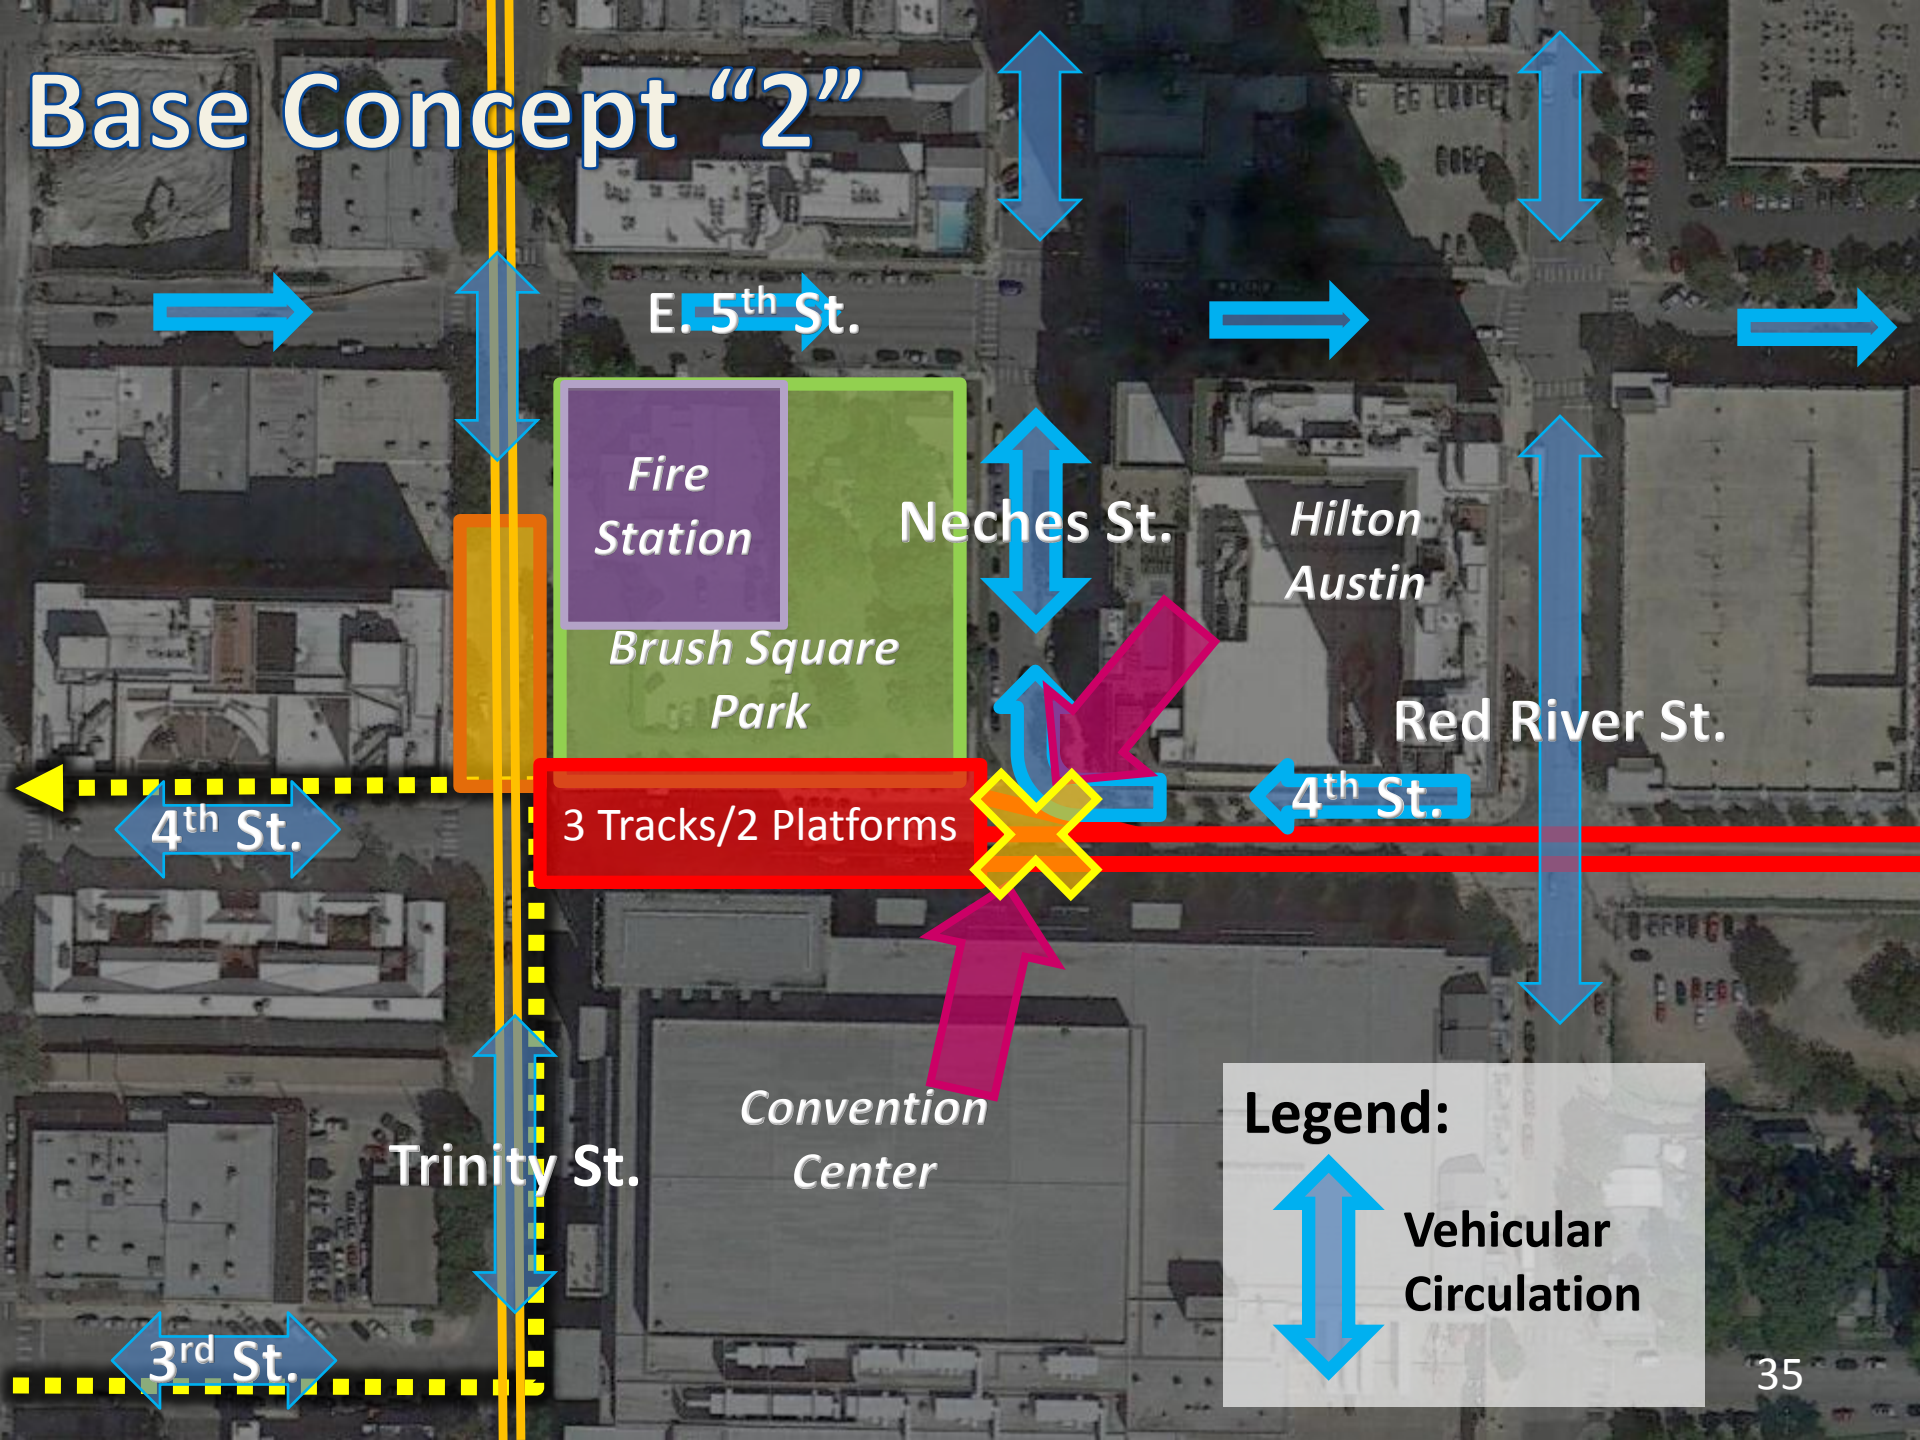 Base Concept “2”
E. 5th St.
Fire
Station
Neches St.
Hilton
Austin
Brush Square
Park
Red River St.
4th St.
3 Tracks/2 Platforms
4th St.
Convention
Center
Trinity St.
3rd St.
Legend:
Vehicular
Circulation
35